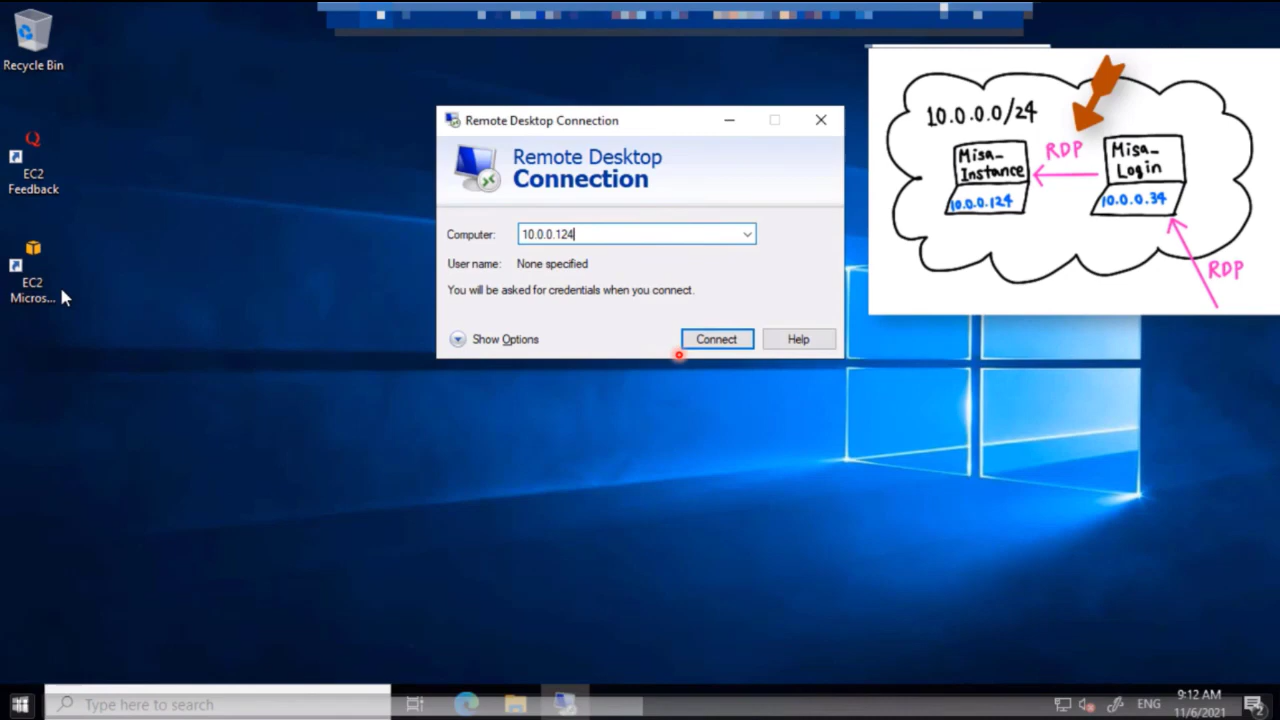 Recycle Bin
EC2
Feedback
EC2
Micros...
Remote Desktop Connection
Remote Desktop
Connection
Computer:
10.0.0.124
User name:
None specified
You will be asked for credentials when you connect.
Show Options
Connect
Help
10.0.0.0/24
Misa_
Instance
10.0.0.124
RDP
Misa_
Login
10.0.0.34
RDP
Type here to search
ENG
9:12 AM
11/6/2021
2